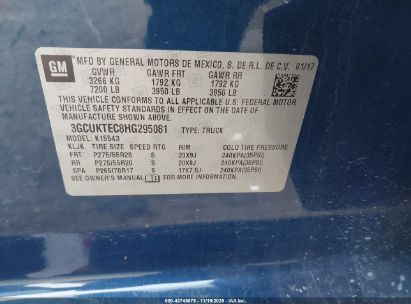 GM
MFD BY GENERAL MOTORS DE MEXICO, S. DE R.L. DE C.V. 01/17
GVWR GAWR FRT GAWR RR
3266 KG 1792 KG 1792 KG
7200 LB 3950 LB 3950 LB
THIS VEHICLE CONFORMS TO ALL APPLICABLE U.S. FEDERAL MOTOR
VEHICLE SAFETY STANDARDS IN EFFECT ON THE DATE OF
MANUFACTURE SHOWN ABOVE.
3GCUKTEC8HG295081 TYPE: TRUCK
MODEL: K15543
KLJK TIRE SIZE SPEED RTG RIM COLD TIRE PRESSURE
FRT P275/55R20 S 20X9J 240KPA(35PSI)
RR P275/55R20 S 20X9J 240KPA(35PSI)
SPA P265/70R17 S 17X7.5J 240KPA(35PSI)
SEE OWNER'S MANUAL FOR MORE INFORMATION.